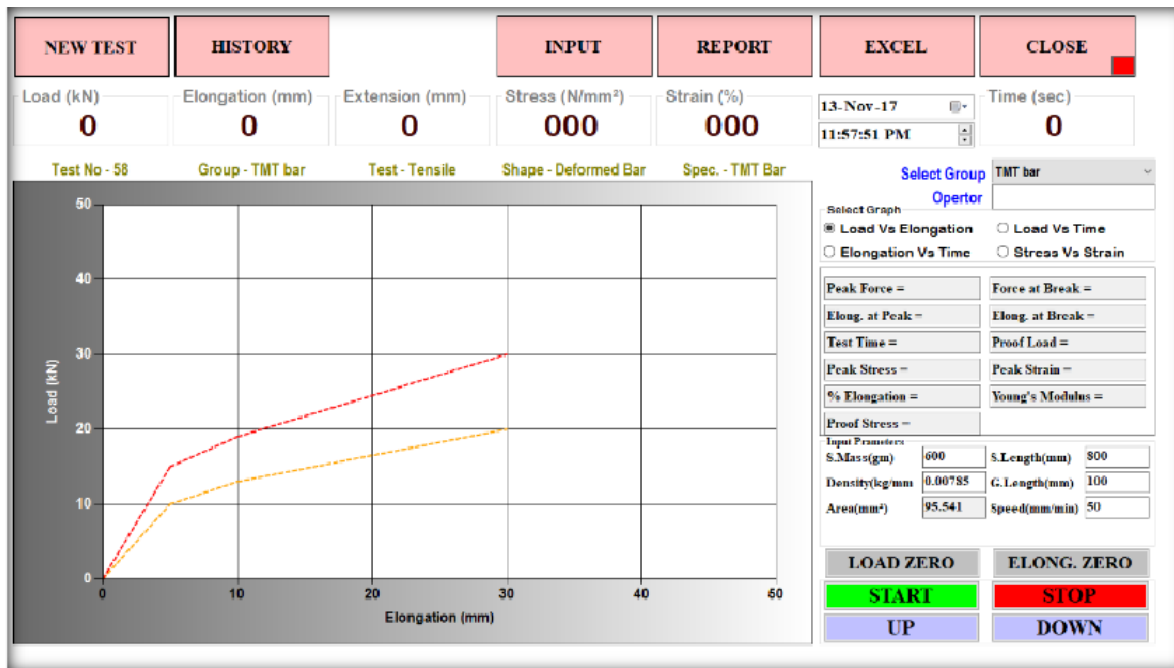 NEW TEST HISTORY INPUT REPORT EXCEL CLOSE
Load (kN) Elongation (mm) Extension (mm) Stress (N/mm²) Strain (%) Time (sec)
0 0 0 000 000 0
13-Nov-17
11:57:51 PM
Test No - 58 Group - TMT bar Test - Tensile Shape - Deformed Bar Spec. - TMT Bar
Select Group TMT bar
Opertor
Select Graph
Load Vs Elongation Load Vs Time
Elongation Vs Time Stress Vs Strain
50
40
30
20
10
0
Load (kN)
0 10 20 30 40 50
Elongation (mm)
Peak Force = Force at Break =
Elong. at Peak = Elong. at Break =
Test Time = Proof Load =
Peak Stress = Peak Strain =
% Elongation = Young's Modulus =
Proof Stress =
Input Prameters
S.Mass(gm) 600 S.Length(mm) 800
Density(kg/mm 0.00785 G.Length(mm) 100
Area(mm²) 95.541 Speed(mm/min) 50
LOAD ZERO ELONG. ZERO
START STOP
UP DOWN